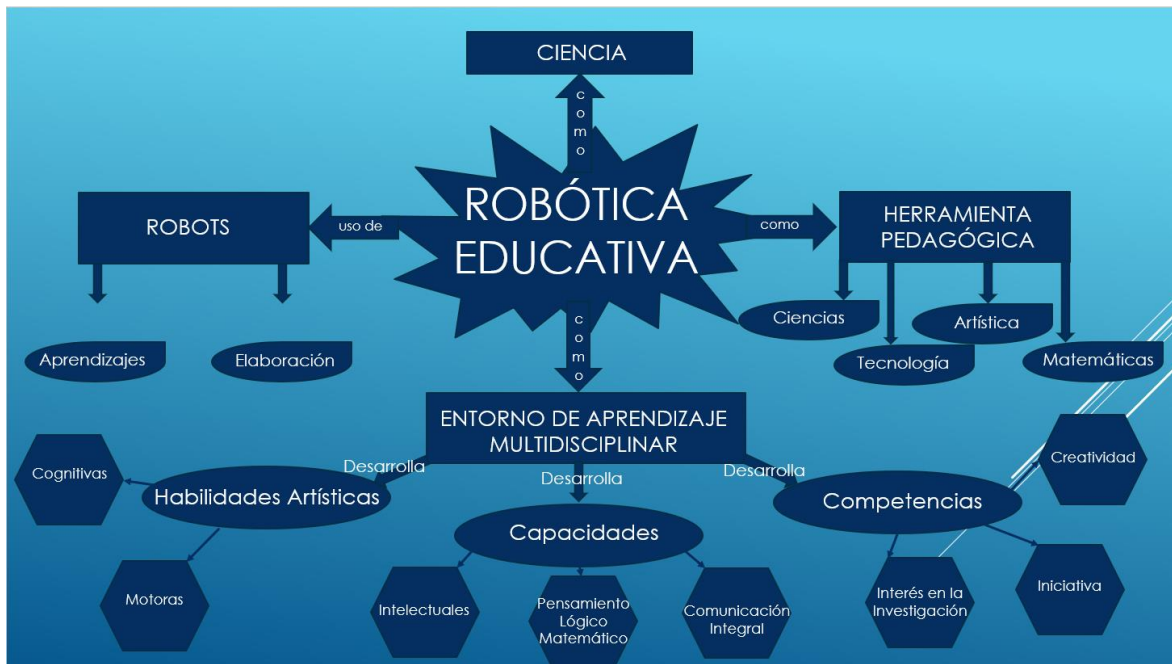 CIENCIA
como
ROBÓTICA
EDUCATIVA
uso de
ROBOTS
como
HERRAMIENTA
PEDAGÓGICA
Ciencias
Artística
Tecnología
Matemáticas
Aprendizajes
Elaboración
como
ENTORNO DE APRENDIZAJE
MULTIDISCIPLINAR
Desarrolla
Desarrolla
Desarrolla
Habilidades Artísticas
Cognitivas
Motoras
Capacidades
Intelectuales
Pensamiento
Lógico
Matemático
Comunicación
Integral
Competencias
Creatividad
Interés en la
Investigación
Iniciativa